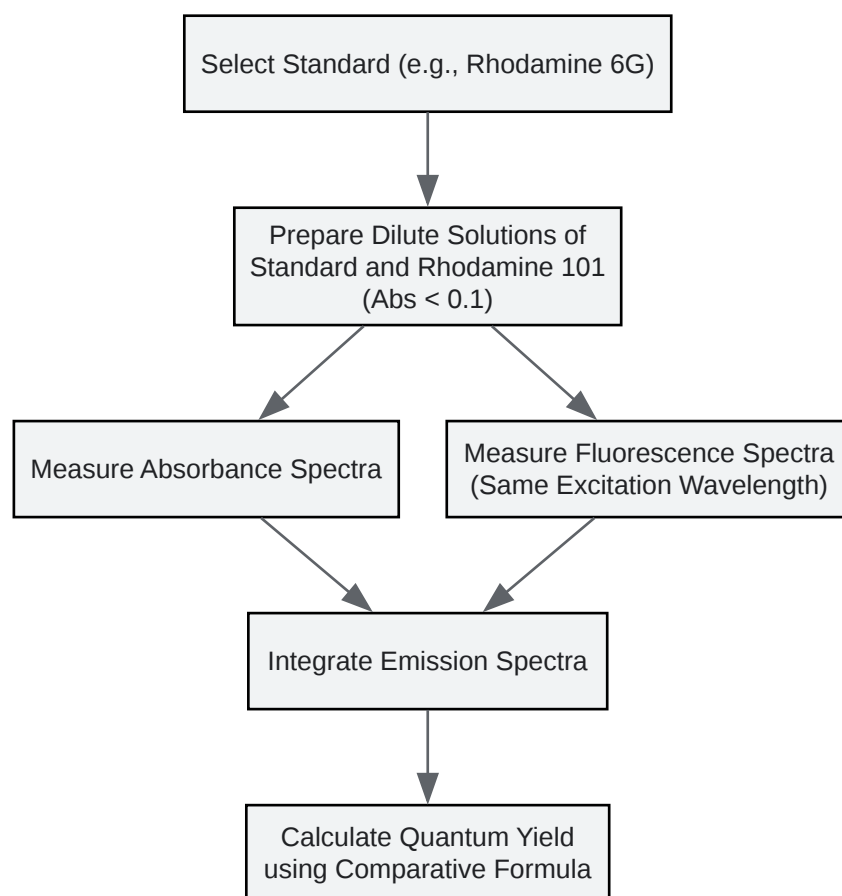 Select Standard (e.g., Rhodamine 6G)
Prepare Dilute Solutions of
Standard and Rhodamine 101
(Abs < 0.1)
Measure Absorbance Spectra
Measure Fluorescence Spectra
(Same Excitation Wavelength)
Integrate Emission Spectra
Calculate Quantum Yield
using Comparative Formula